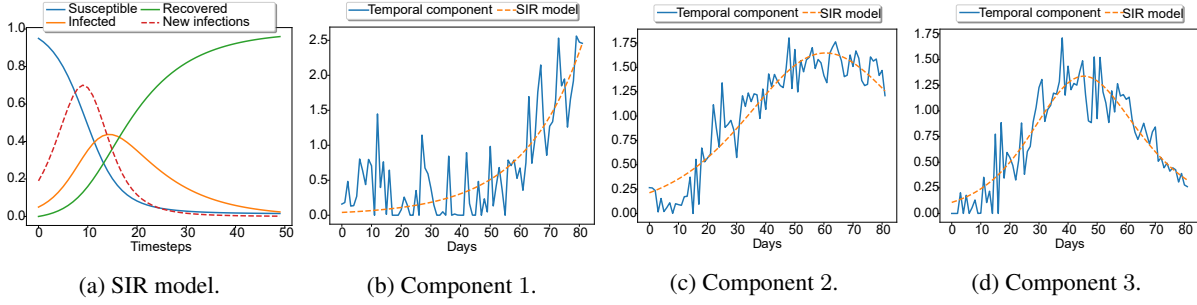 Susceptible Recovered
Infected New infections
1.0
0.8
0.6
0.4
0.2
0.0
0 10 20 30 40 50
Timesteps
(a) SIR model.
Temporal component SIR model
2.5
2.0
1.5
1.0
0.5
0.0
0 10 20 30 40 50 60 70 80
Days
(b) Component 1.
Temporal component SIR model
1.75
1.50
1.25
1.00
0.75
0.50
0.25
0.00
0 10 20 30 40 50 60 70 80
Days
(c) Component 2.
Temporal component SIR model
1.75
1.50
1.25
1.00
0.75
0.50
0.25
0.00
0 10 20 30 40 50 60 70 80
Days
(d) Component 3.